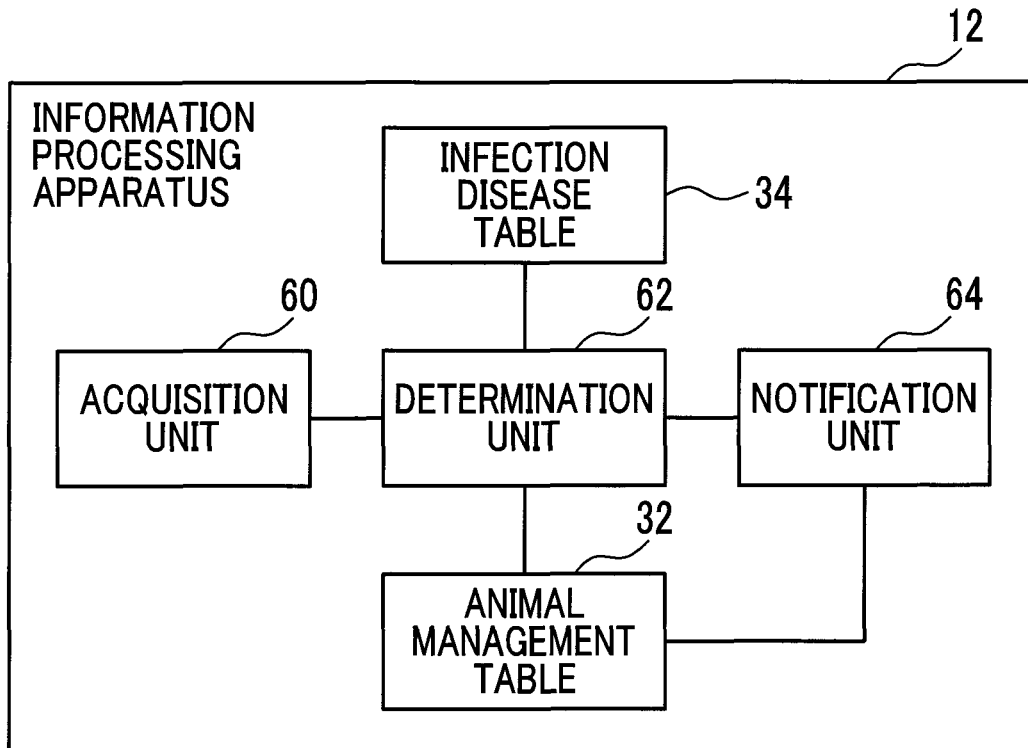 12
INFORMATION
PROCESSING
APPARATUS
INFECTION
DISEASE
TABLE
34
60
62
64
ACQUISITION
UNIT
DETERMINATION
UNIT
NOTIFICATION
UNIT
32
ANIMAL
MANAGEMENT
TABLE